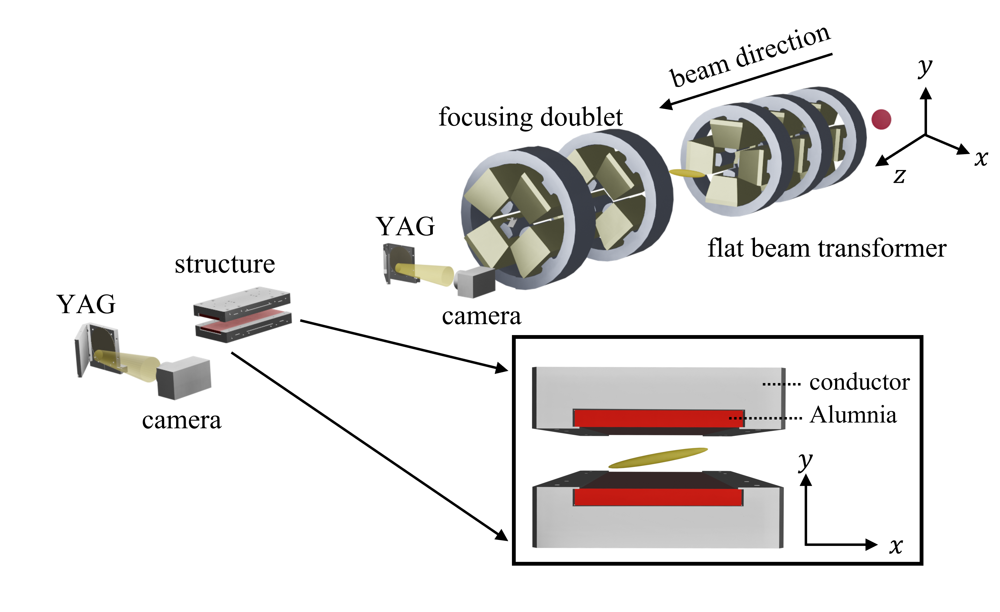 beam direction
y
focusing doublet
x
z
YAG
flat beam transformer
structure
YAG
camera
conductor
Alumnia
camera
y
x